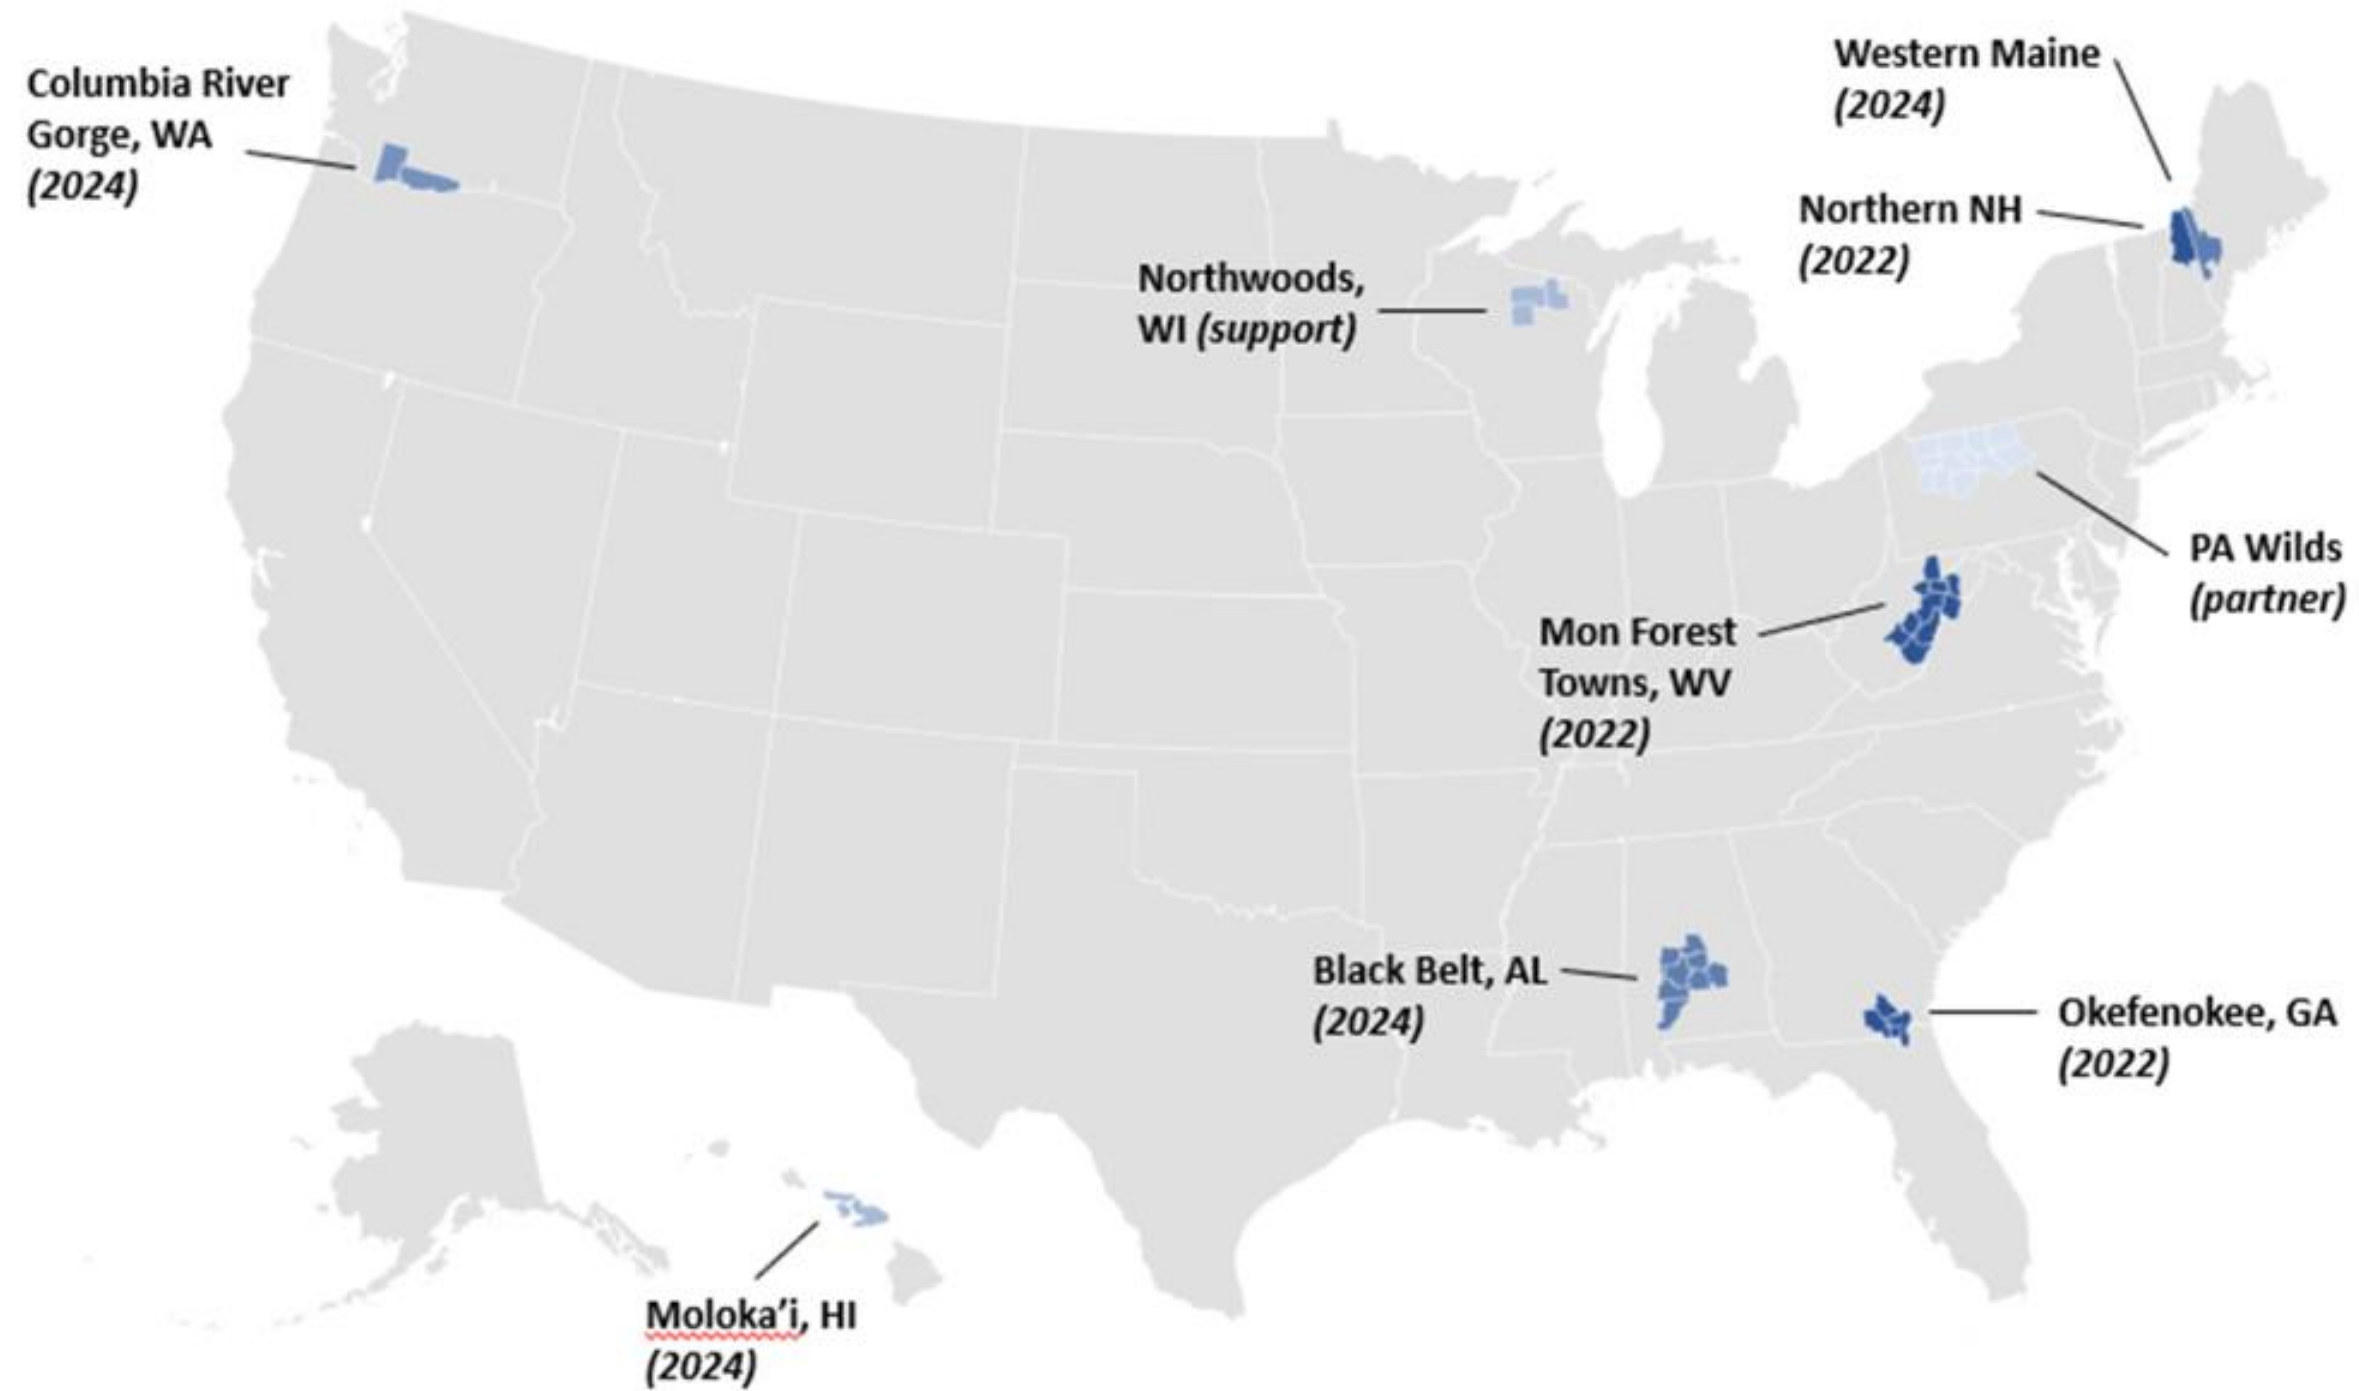 Columbia River
Gorge, WA
(2024)
Western Maine
(2024)
Northern NH
(2022)
Northwoods,
WI (support)
PA Wilds
(partner)
Mon Forest
Towns, WV
(2022)
Black Belt, AL
(2024)
Okefenokee, GA
(2022)
Moloka’i, HI
(2024)